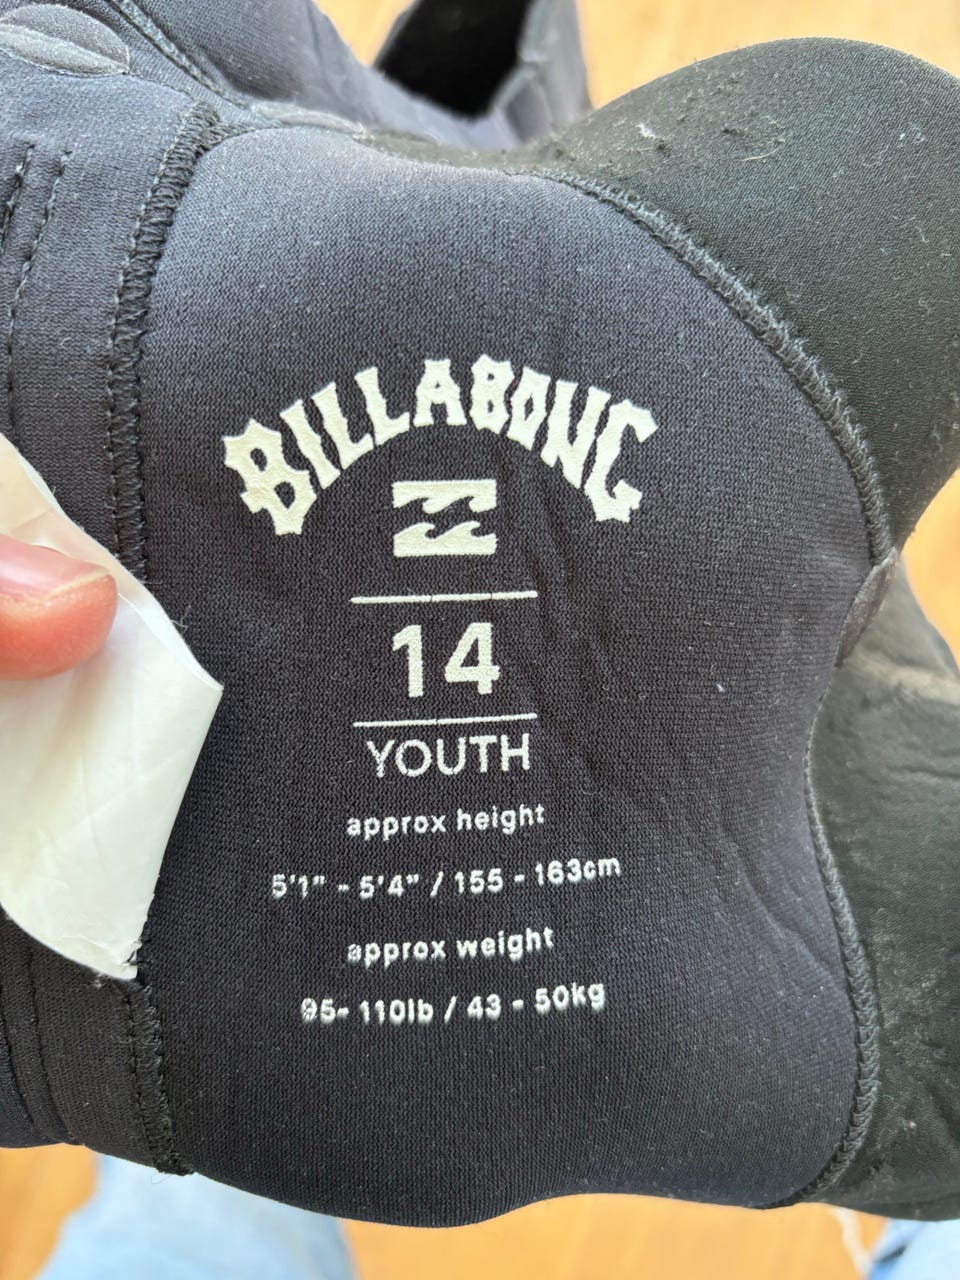 BILLABONG
14
YOUTH
approx height
5'1" - 5'4" / 155 - 163cm
approx weight
95- 110lb / 43 - 50kg